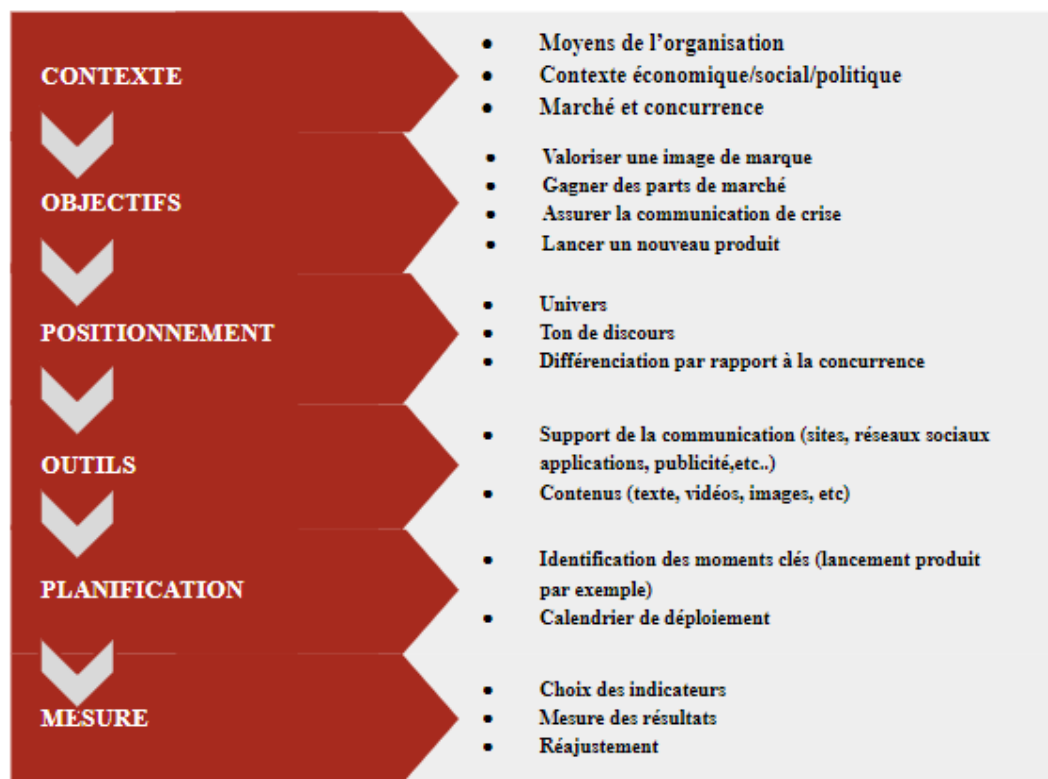 CONTEXTE
• Moyens de l’organisation
• Contexte économique/social/politique
• Marché et concurrence
OBJECTIFS
• Valoriser une image de marque
• Gagner des parts de marché
• Assurer la communication de crise
• Lancer un nouveau produit
POSITIONNEMENT
• Univers
• Ton de discours
• Différenciation par rapport à la concurrence
OUTILS
• Support de la communication (sites, réseaux sociaux
applications, publicité,etc..)
• Contenus (texte, vidéos, images, etc)
PLANIFICATION
• Identification des moments clés (lancement produit
par exemple)
• Calendrier de déploiement
MESURE
• Choix des indicateurs
• Mesure des résultats
• Réajustement